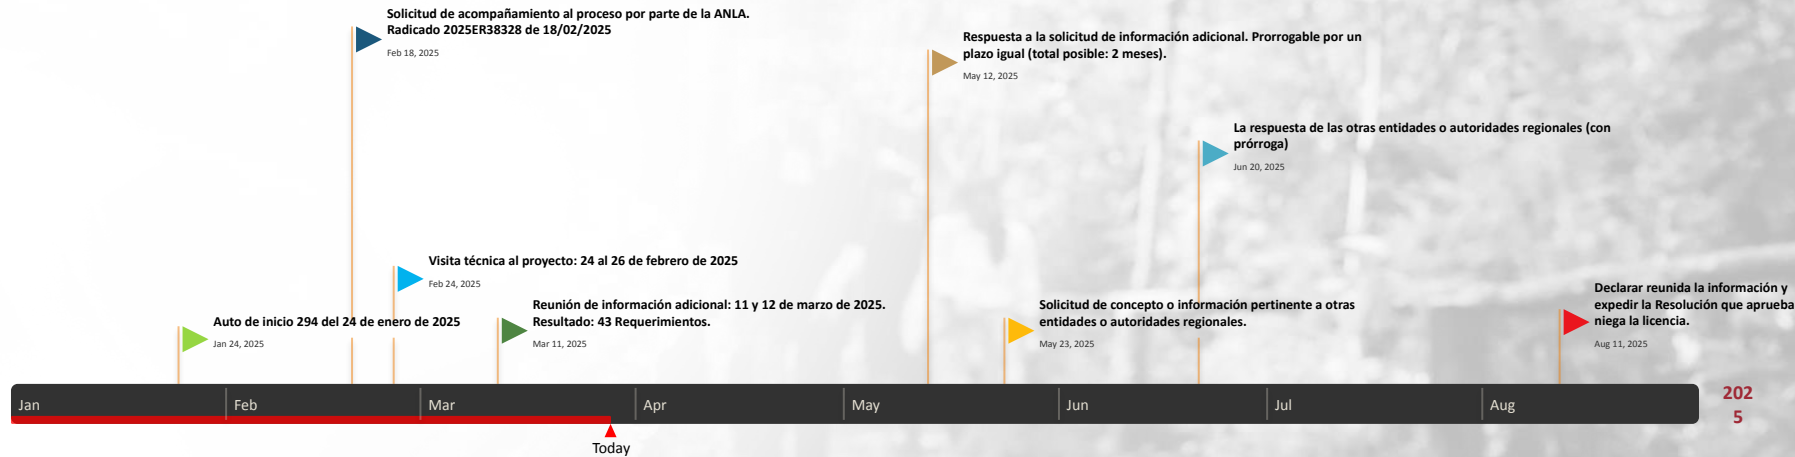 Solicitud de acompañamiento al proceso por parte de la ANLA.
Radicado 2025ER38328 de 18/02/2025
Feb 18, 2025
Respuesta a la solicitud de información adicional. Prorrogable por un
plazo igual (total posible: 2 meses).
May 12, 2025
La respuesta de las otras entidades o autoridades regionales (con
prórroga)
Jun 20, 2025
Visita técnica al proyecto: 24 al 26 de febrero de 2025
Feb 24, 2025
Auto de inicio 294 del 24 de enero de 2025
Jan 24, 2025
Reunión de información adicional: 11 y 12 de marzo de 2025.
Resultado: 43 Requerimientos.
Mar 11, 2025
Solicitud de concepto o información pertinente a otras
entidades o autoridades regionales.
May 23, 2025
Declarar reunida la información y
expedir la Resolución que aprueba
niega la licencia.
Aug 11, 2025
Jan Feb Mar Apr May Jun Jul Aug
202
5
Today